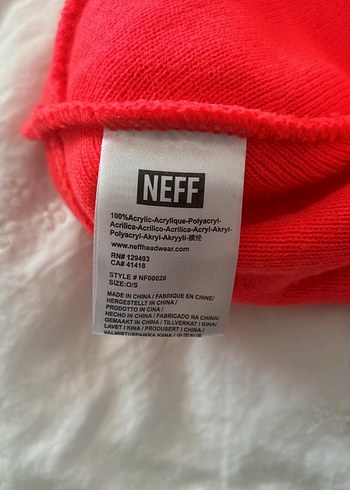 NEFF
100%Acrylic-Acrylique-Polyacryl-
Acrilica-Acrilico-Acrilica-Acryl-Akryl-
Polyacryl-Akryl-Akryyli-腈纶
www.neffheadwear.com
RN# 129493
CA# 41418
STYLE # NF00028
SIZE:O/S
MADE IN CHINA / FABRIQUE EN CHINE/
HERGESTELLT IN CHINA /
PRODOTTO IN CINA /
HECHO IN CHINA / FABRICADO NA CHINA/
GEMAAKT IN CHINA / TILLVERKAT I KINA/
LAVET I KINA / PRODUSERT I CHINA /
VALMISTUSPAIKKA KIINA /